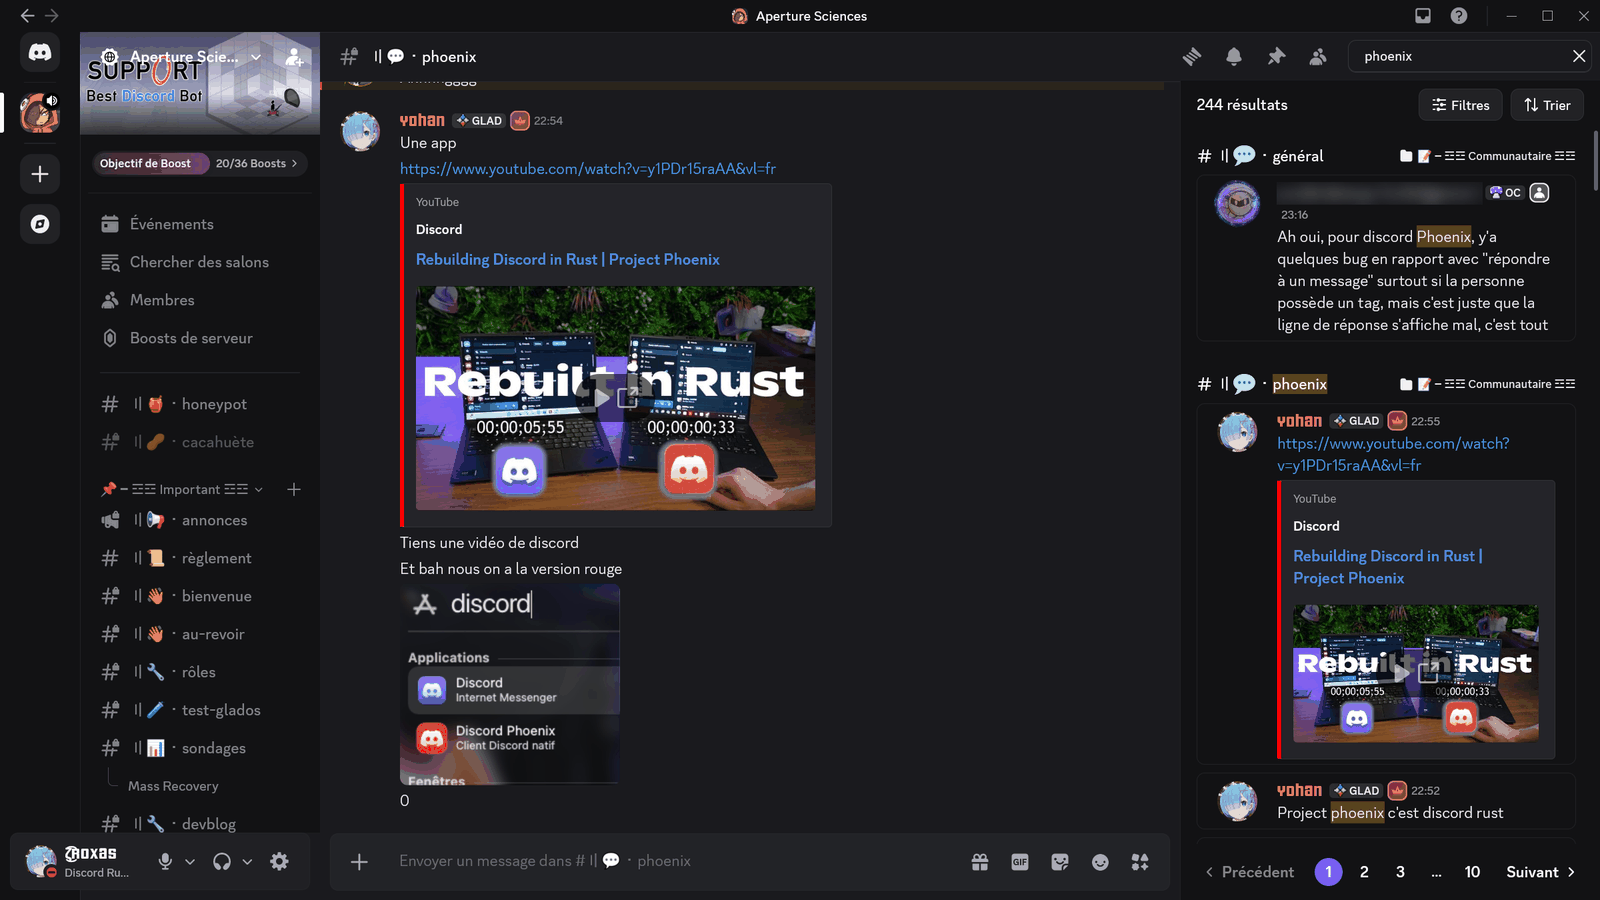 Aperture Sciences
Aperture Scie...
SUPPORT
Best Discord Bot
Objectif de Boost
20/36 Boosts
Événements
Chercher des salons
Membres
Boosts de serveur
honeypot
cacahuète
Important
annonces
règlement
bienvenue
au-revoir
rôles
test-glados
sondages
Mass Recovery
devblog
Roxas
Discord Ru...
phoenix
yohan GLAD 22:54
Une app
https://www.youtube.com/watch?v=y1PDr15raAA&vl=fr
YouTube
Discord
Rebuilding Discord in Rust | Project Phoenix
Rebuilt in Rust
00;00;05;55 00;00;00;33
Tiens une vidéo de discord
Et bah nous on a la version rouge
discord
Applications
Discord
Internet Messenger
Discord Phoenix
Client Discord natif
Fenêtres
0
Envoyer un message dans # phoenix
GIF
phoenix
244 résultats
Filtres
Trier
# général
Communautaire
OC
23:16
Ah oui, pour discord Phoenix, y'a
quelques bug en rapport avec "répondre
à un message" surtout si la personne
possède un tag, mais c'est juste que la
ligne de réponse s'affiche mal, c'est tout
# phoenix
Communautaire
yohan GLAD 22:55
https://www.youtube.com/watch?
v=y1PDr15raAA&vl=fr
YouTube
Discord
Rebuilding Discord in Rust |
Project Phoenix
Rebuilt in Rust
00;00;05;55 00;00;00;33
yohan GLAD 22:52
Project phoenix c'est discord rust
Précédent 1 2 3 ... 10 Suivant